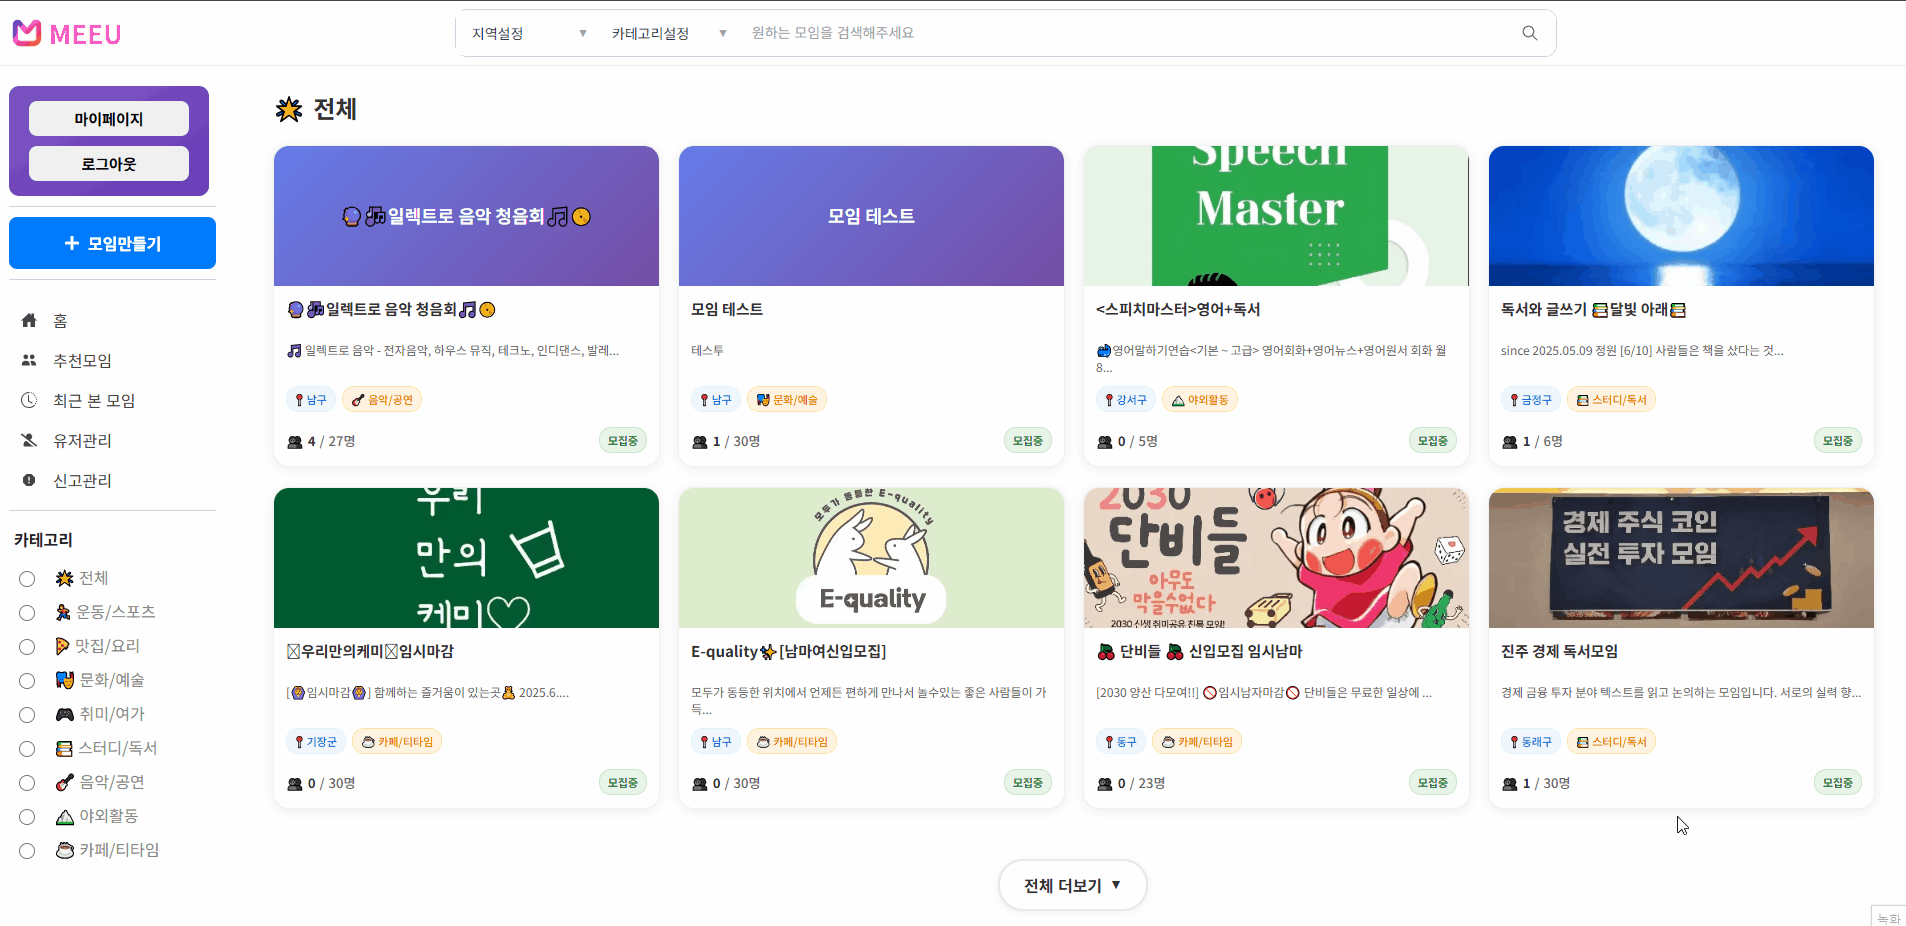 MEEU
지역설정 ▼ 카테고리설정 ▼ 원하는 모임을 검색해주세요
마이페이지
로그아웃
+ 모임만들기
홈
추천모임
최근 본 모임
유저관리
신고관리
카테고리
전체
운동/스포츠
맛집/요리
문화/예술
취미/여가
스터디/독서
음악/공연
야외활동
카페/티타임
🌟 전체
🔮🎶일렉트로 음악 청음회🎵📀
🔮🎶일렉트로 음악 청음회🎵📀
🎵 일렉트로 음악 - 전자음악, 하우스 뮤직, 테크노, 인디댄스, 발레...
📍 남구 🎸 음악/공연
👥 4 / 27명 모집중
모임 테스트
모임 테스트
테스투
📍 남구 🎭 문화/예술
👥 1 / 30명 모집중
Speech
Master
<스피치마스터>영어+독서
영어말하기연습<기본 ~ 고급> 영어회화+영어뉴스+영어원서 회화 월
8...
📍 강서구 야외활동
👥 0 / 5명 모집중
독서와 글쓰기 📚달빛 아래📚
since 2025.05.09 정원 [6/10] 사람들은 책을 샀다는 것...
📍 금정구 📚 스터디/독서
👥 1 / 6명 모집중
우리
만의
케미♡
우리만의케미임시마감
[🙆임시마감🙆] 함께하는 즐거움이 있는곳🧸 2025.6....
📍 기장군 ☕ 카페/티타임
👥 0 / 30명 모집중
모두가 동등한 E-quality
E-quality
E-quality✨[남마여신입모집]
모두가 동등한 위치에서 언제든 편하게 만나서 놀수있는 좋은 사람들이 가
득...
📍 남구 ☕ 카페/티타임
👥 0 / 30명 모집중
2030
단비들
아무도
막을수없다
2030 신생 취미공유 친목 모임!
🍒 단비들 🍒 신입모집 임시남마
[2030 양산 다모여!!] 🚫임시남자마감🚫 단비들은 무료한 일상에 ...
📍 동구 ☕ 카페/티타임
👥 0 / 23명 모집중
경제 주식 코인
실전 투자 모임
진주 경제 독서모임
경제 금융 투자 분야 텍스트를 읽고 논의하는 모임입니다. 서로의 실력 향...
📍 동래구 📚 스터디/독서
👥 1 / 30명 모집중
전체 더보기 ▼
녹화